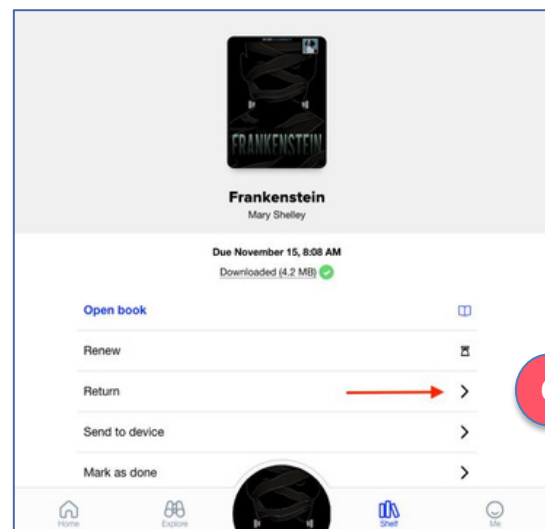 FRANKENSTEIN
Frankenstein
Mary Shelley
Due November 15, 8:08 AM
Downloaded (4.2 MB)
Open book
Renew
Return
Send to device
Mark as done
Home
Explore
Shelf
Me